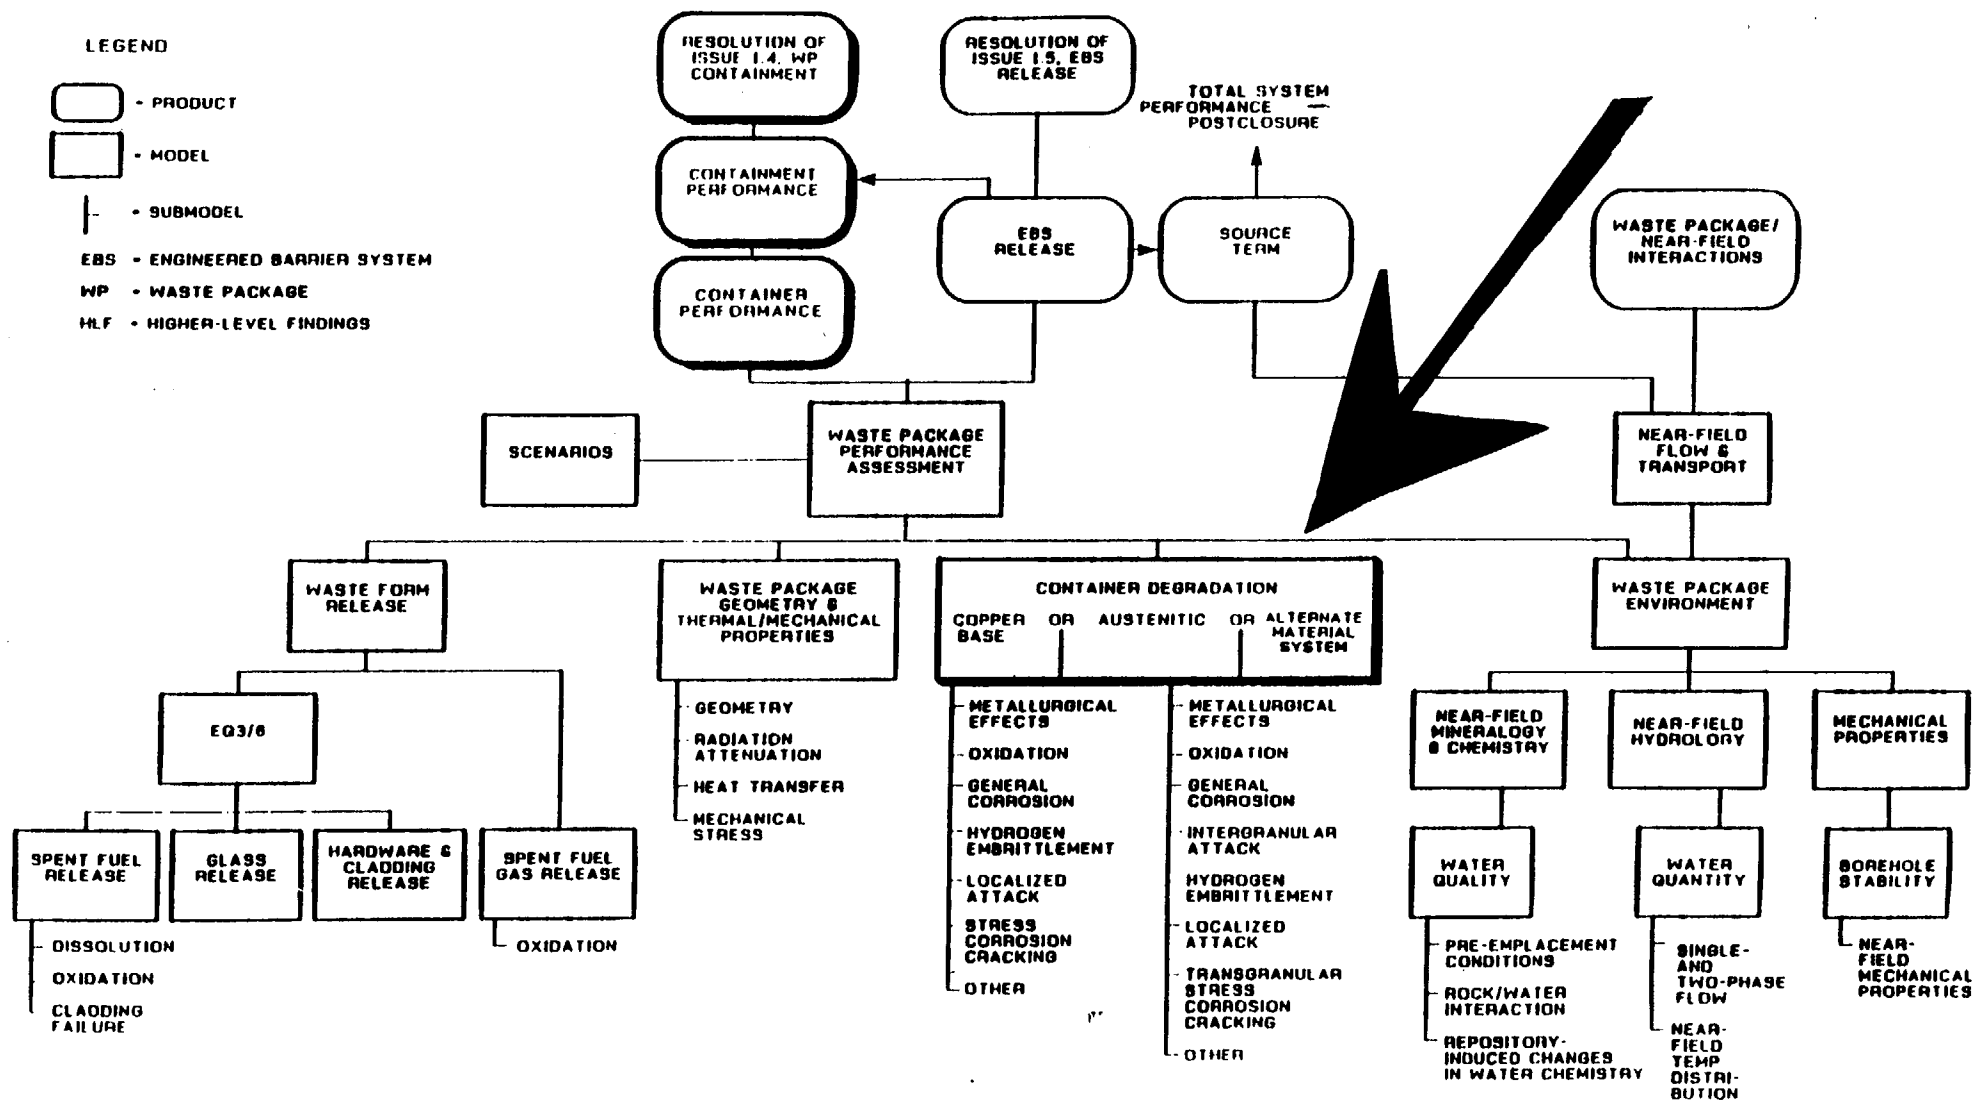 LEGEND
- PRODUCT
- MODEL
- SUBMODEL
EBS - ENGINEERED BARRIER SYSTEM
WP - WASTE PACKAGE
HLF - HIGHER-LEVEL FINDINGS
RESOLUTION OF
ISSUE 1.4, WP
CONTAINMENT
RESOLUTION OF
ISSUE 1.5, EBS
RELEASE
TOTAL SYSTEM
PERFORMANCE —
POSTCLOSURE
CONTAINMENT
PERFORMANCE
EBS
RELEASE
SOURCE
TERM
WASTE PACKAGE/
NEAR-FIELD
INTERACTIONS
CONTAINER
PERFORMANCE
SCENARIOS
WASTE PACKAGE
PERFORMANCE
ASSESSMENT
NEAR-FIELD
FLOW &
TRANSPORT
WASTE FORM
RELEASE
WASTE PACKAGE
GEOMETRY &
THERMAL/MECHANICAL
PROPERTIES
CONTAINER DEGRADATION
COPPER
BASE
OR
AUSTENITIC
OR
ALTERNATE
MATERIAL
SYSTEM
WASTE PACKAGE
ENVIRONMENT
EQ3/6
GEOMETRY
RADIATION
ATTENUATION
HEAT TRANSFER
MECHANICAL
STRESS
METALLURGICAL
EFFECTS
OXIDATION
GENERAL
CORROSION
HYDROGEN
EMBRITTLEMENT
LOCALIZED
ATTACK
STRESS
CORROSION
CRACKING
OTHER
METALLURGICAL
EFFECTS
OXIDATION
GENERAL
CORROSION
INTERGRANULAR
ATTACK
HYDROGEN
EMBRITTLEMENT
LOCALIZED
ATTACK
TRANSGRANULAR
STRESS
CORROSION
CRACKING
OTHER
NEAR-FIELD
MINERALOGY
& CHEMISTRY
NEAR-FIELD
HYDROLOGY
MECHANICAL
PROPERTIES
SPENT FUEL
RELEASE
GLASS
RELEASE
HARDWARE &
CLADDING
RELEASE
SPENT FUEL
GAS RELEASE
WATER
QUALITY
WATER
QUANTITY
BOREHOLE
STABILITY
DISSOLUTION
OXIDATION
CLADDING
FAILURE
OXIDATION
PRE-EMPLACEMENT
CONDITIONS
ROCK/WATER
INTERACTION
REPOSITORY-
INDUCED CHANGES
IN WATER CHEMISTRY
SINGLE-
AND
TWO-PHASE
FLOW
NEAR-
FIELD
TEMP
DISTRI-
BUTION
NEAR-
FIELD
MECHANICAL
PROPERTIES